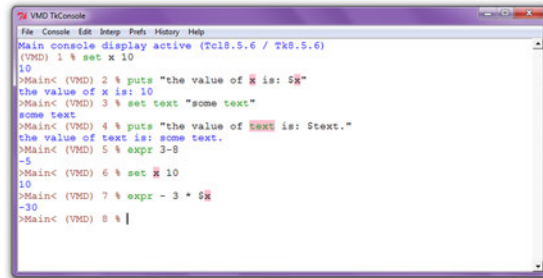 VMD TkConsole
File Console Edit Interp Prefs History Help
Main console display active (Tcl8.5.6 / Tk8.5.6)
(VMD) 1 % set x 10
10
>Main< (VMD) 2 % puts "the value of x is: $x"
the value of x is: 10
>Main< (VMD) 3 % set text "some text"
some text
>Main< (VMD) 4 % puts "the value of text is: $text."
the value of text is: some text.
>Main< (VMD) 5 % expr 3-8
-5
>Main< (VMD) 6 % set x 10
10
>Main< (VMD) 7 % expr - 3 * $x
-30
>Main< (VMD) 8 %